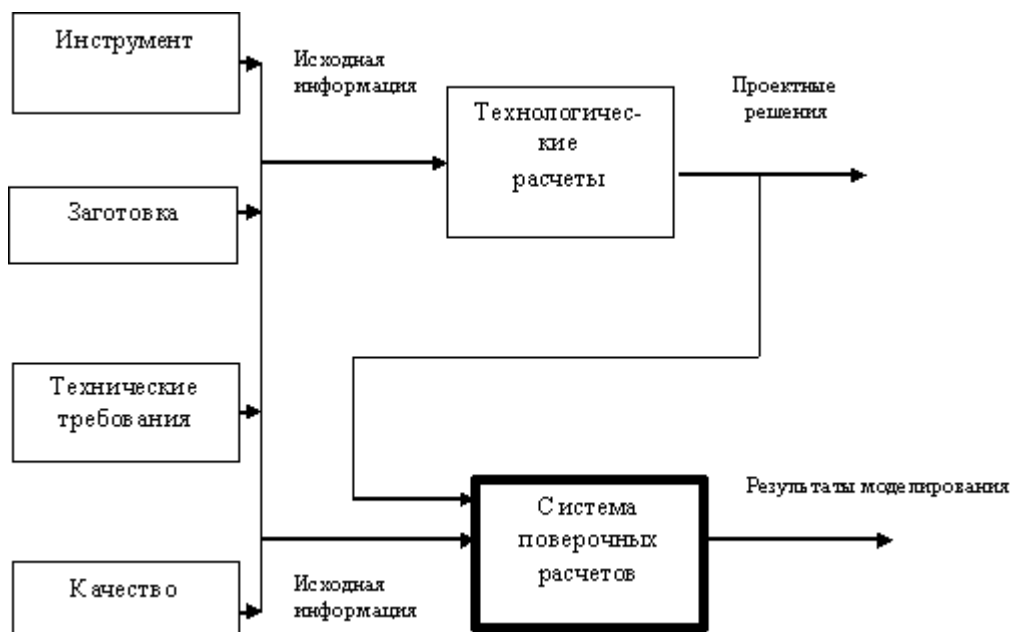 Инструмент
Исходная
информация
Технологичес-
кие
расчеты
Проектные
решения
Заготовка
Технические
требования
Система
поверочных
расчетов
Результаты моделирования
Качество
Исходная
информация